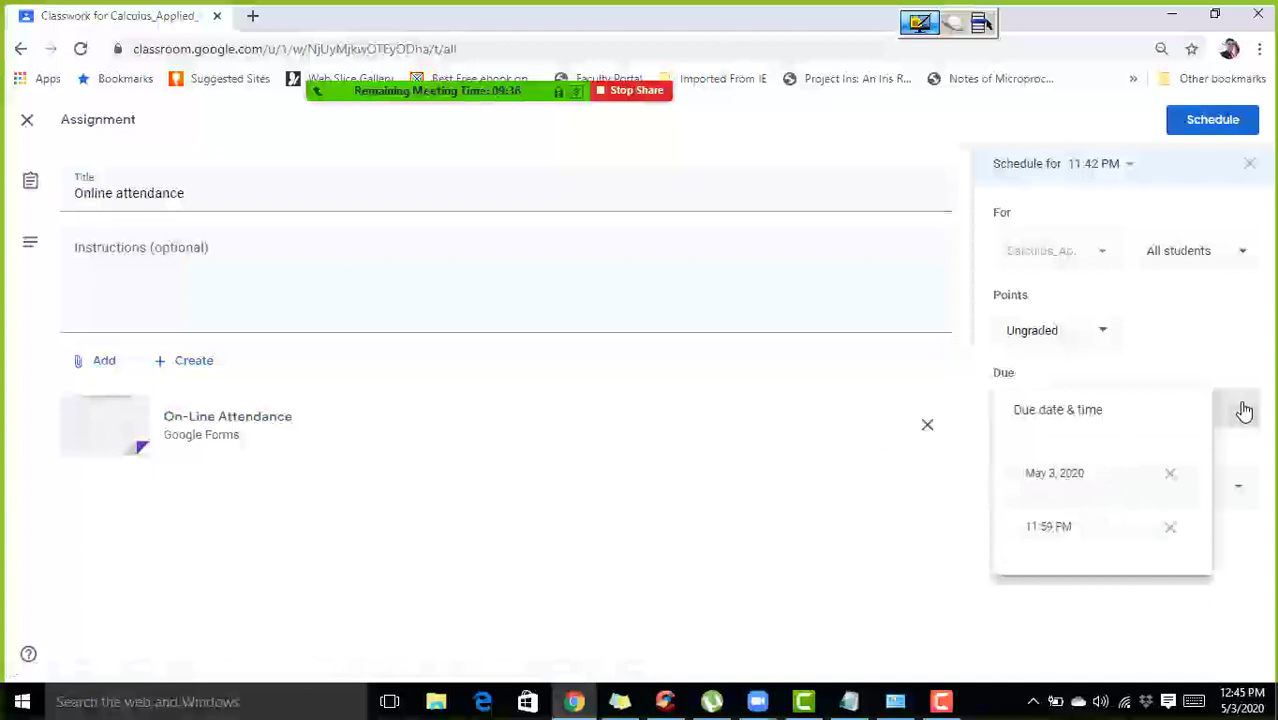 Classwork for Calculus_Applied_
classroom.google.com/u/1/w/NjUyMjkwOTEyODha/t/all
Apps
Bookmarks
Suggested Sites
Web Slice Gallery
Best Free ebook on...
Faculty Portal
Imported From IE
Project Ins: An Iris R...
Notes of Microproc...
»
Other bookmarks
Remaining Meeting Time: 09:36
Stop Share
Assignment
Schedule
Title
Online attendance
Schedule for 11:42 PM
For
Instructions (optional)
Calculus_Ap.
All students
Points
Ungraded
Add
+ Create
Due
On-Line Attendance
Google Forms
Due date & time
May 3, 2020
11:59 PM
Search the web and Windows
12:45 PM
5/3/2020